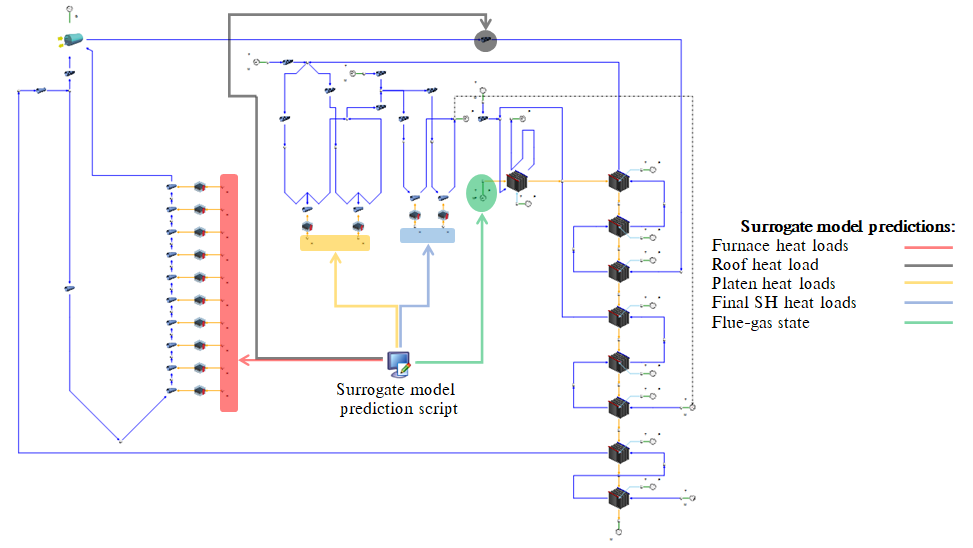 Surrogate model predictions:
Furnace heat loads
Roof heat load
Platen heat loads
Final SH heat loads
Flue-gas state
Surrogate model
prediction script